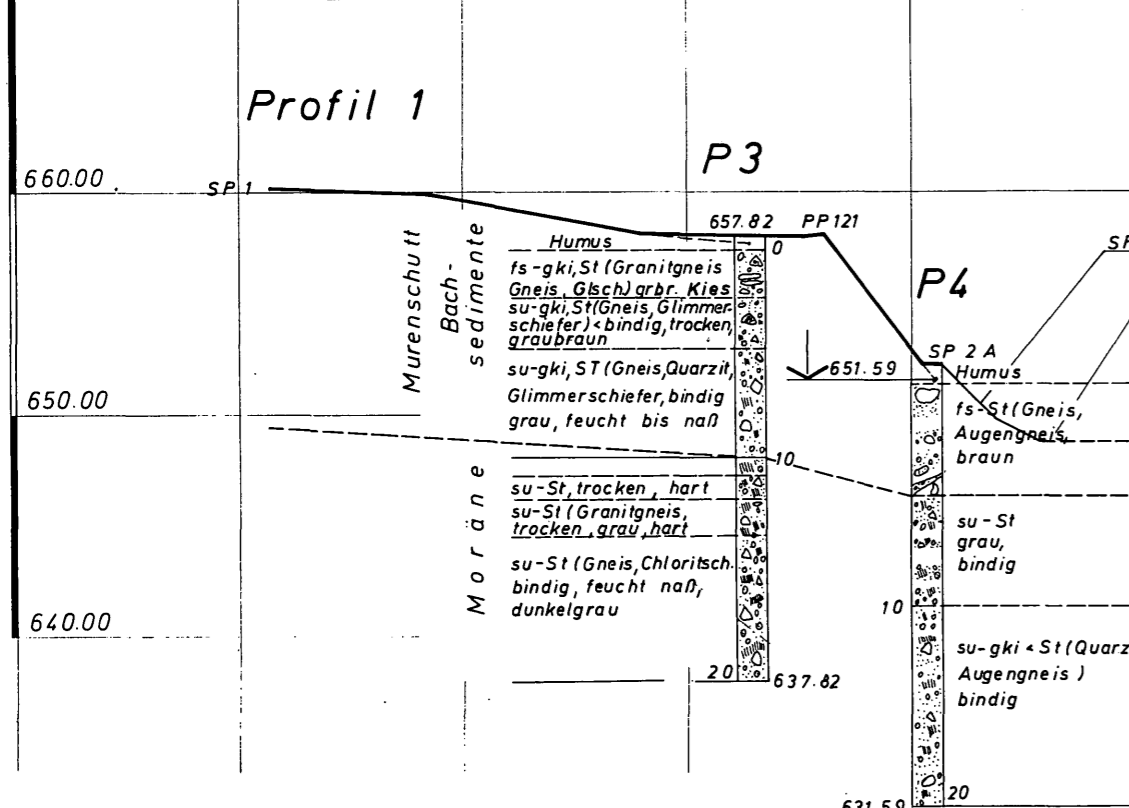 Profil 1
P3
660.00
SP 1
657.82
PP 121
0
Humus
fs-gki, St (Granitgneis
Gneis, Glsch) grbr. Kies
su-gki, St (Gneis, Glimmer-
schiefer) < bindig, trocken,
graubraun
su-gki, ST (Gneis, Quarzit,
Glimmerschiefer, bindig
grau, feucht bis naß
Murenschutt
Bach-
sedimente
650.00
10
su-St, trocken, hart
su-St (Granitgneis,
trocken, grau, hart
su-St (Gneis, Chloritsch.
bindig, feucht naß,
dunkelgrau
Moräne
640.00
20
637.82
P4
651.59
SP 2 A
Humus
fs-St (Gneis,
Augengneis,
braun
su-St
grau,
bindig
10
su-gki < St (Quarz
Augengneis)
bindig
20
631.59